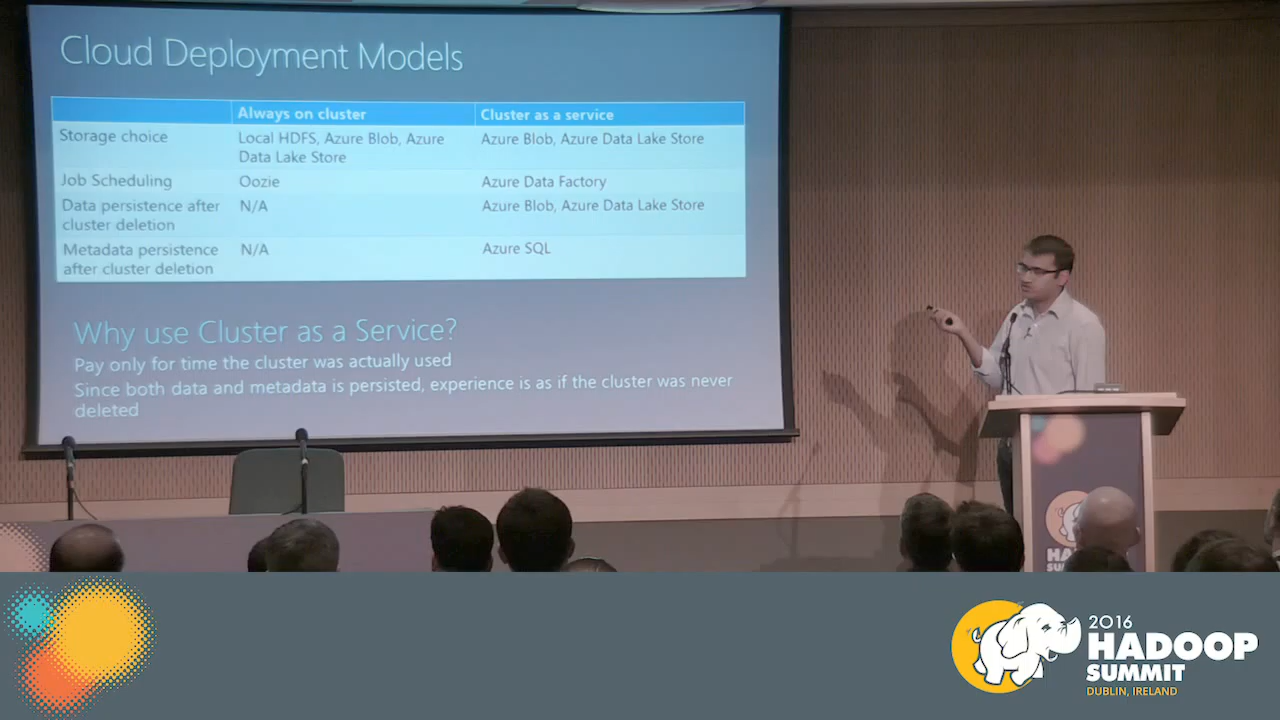 Cloud Deployment Models
Always on cluster
Cluster as a service
Storage choice
Local HDFS, Azure Blob, Azure
Data Lake Store
Azure Blob, Azure Data Lake Store
Job Scheduling
Oozie
Azure Data Factory
Data persistence after
cluster deletion
N/A
Azure Blob, Azure Data Lake Store
Metadata persistence
after cluster deletion
N/A
Azure SQL
Why use Cluster as a Service?
Pay only for time the cluster was actually used
Since both data and metadata is persisted, experience is as if the cluster was never
deleted
2016
HADOOP
SUMMIT
DUBLIN, IRELAND